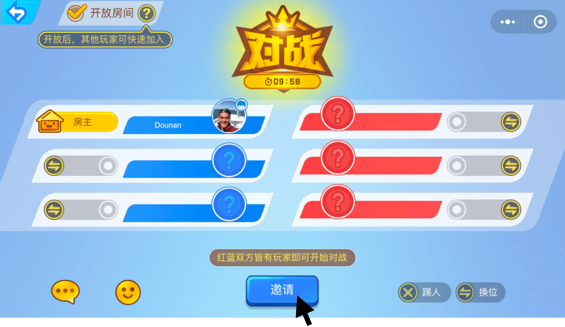 开放房间 ?
开放后，其他玩家可快速加入
对战
09:58
房主
Dounan
?
? ?
? ?
红蓝双方皆有玩家即可开始对战
邀请
踢人
换位